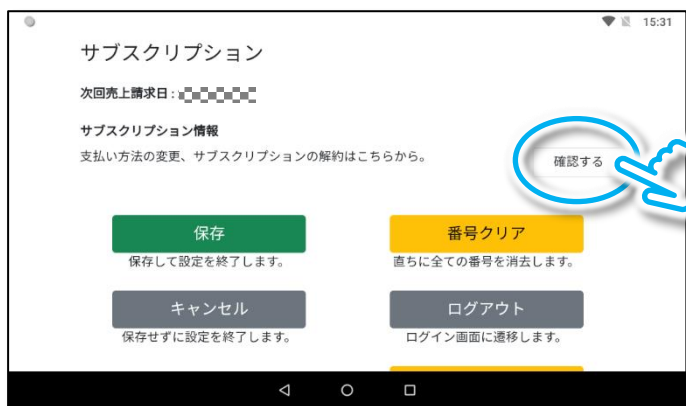 15:31
サブスクリプション
次回売上請求日:
サブスクリプション情報
支払い方法の変更、サブスクリプションの解約はこちらから。
確認する
保存
番号クリア
保存して設定を終了します。
直ちに全ての番号を消去します。
キャンセル
ログアウト
保存せずに設定を終了します。
ログイン画面に遷移します。